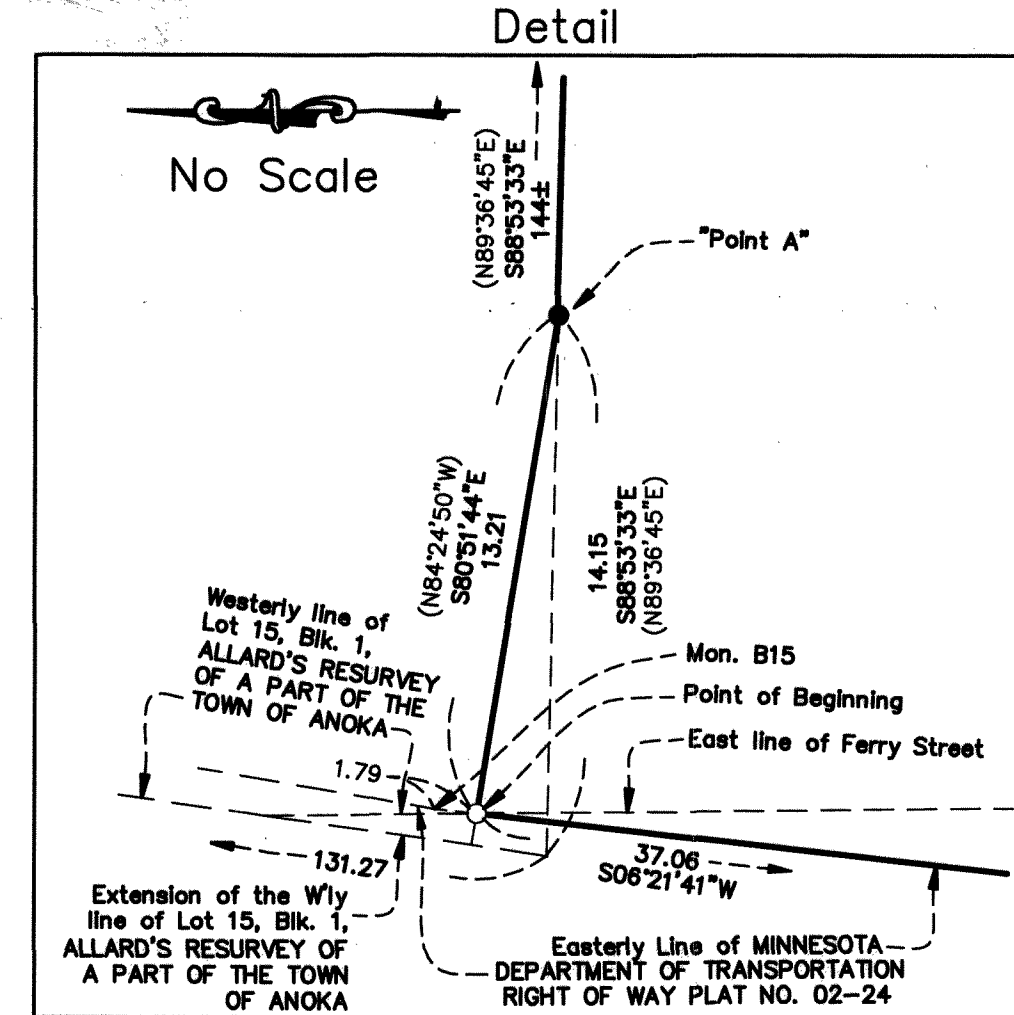 Detail
No Scale
(N89°36'45"E)
S88°53'33"E
144±
"Point A"
(N84°24'50"W)
S80°51'44"E
13.21
14.15
S88°53'33"E
(N89°36'45"E)
Westerly line of
Lot 15, Blk. 1,
ALLARD'S RESURVEY
OF A PART OF THE
TOWN OF ANOKA
Mon. B15
Point of Beginning
East line of Ferry Street
1.79
131.27
37.06
S06°21'41"W
Extension of the W'ly
line of Lot 15, Blk. 1,
ALLARD'S RESURVEY OF
A PART OF THE TOWN
OF ANOKA
Easterly Line of MINNESOTA
DEPARTMENT OF TRANSPORTATION
RIGHT OF WAY PLAT NO. 02-24